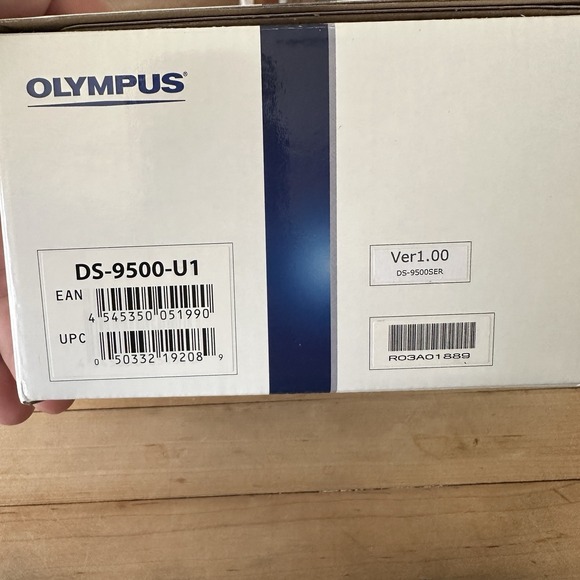 OLYMPUS®
DS-9500-U1
EAN
4 545350 051990
UPC
0 50332 19208 9
Ver1.00
DS-9500SER
R03A01889